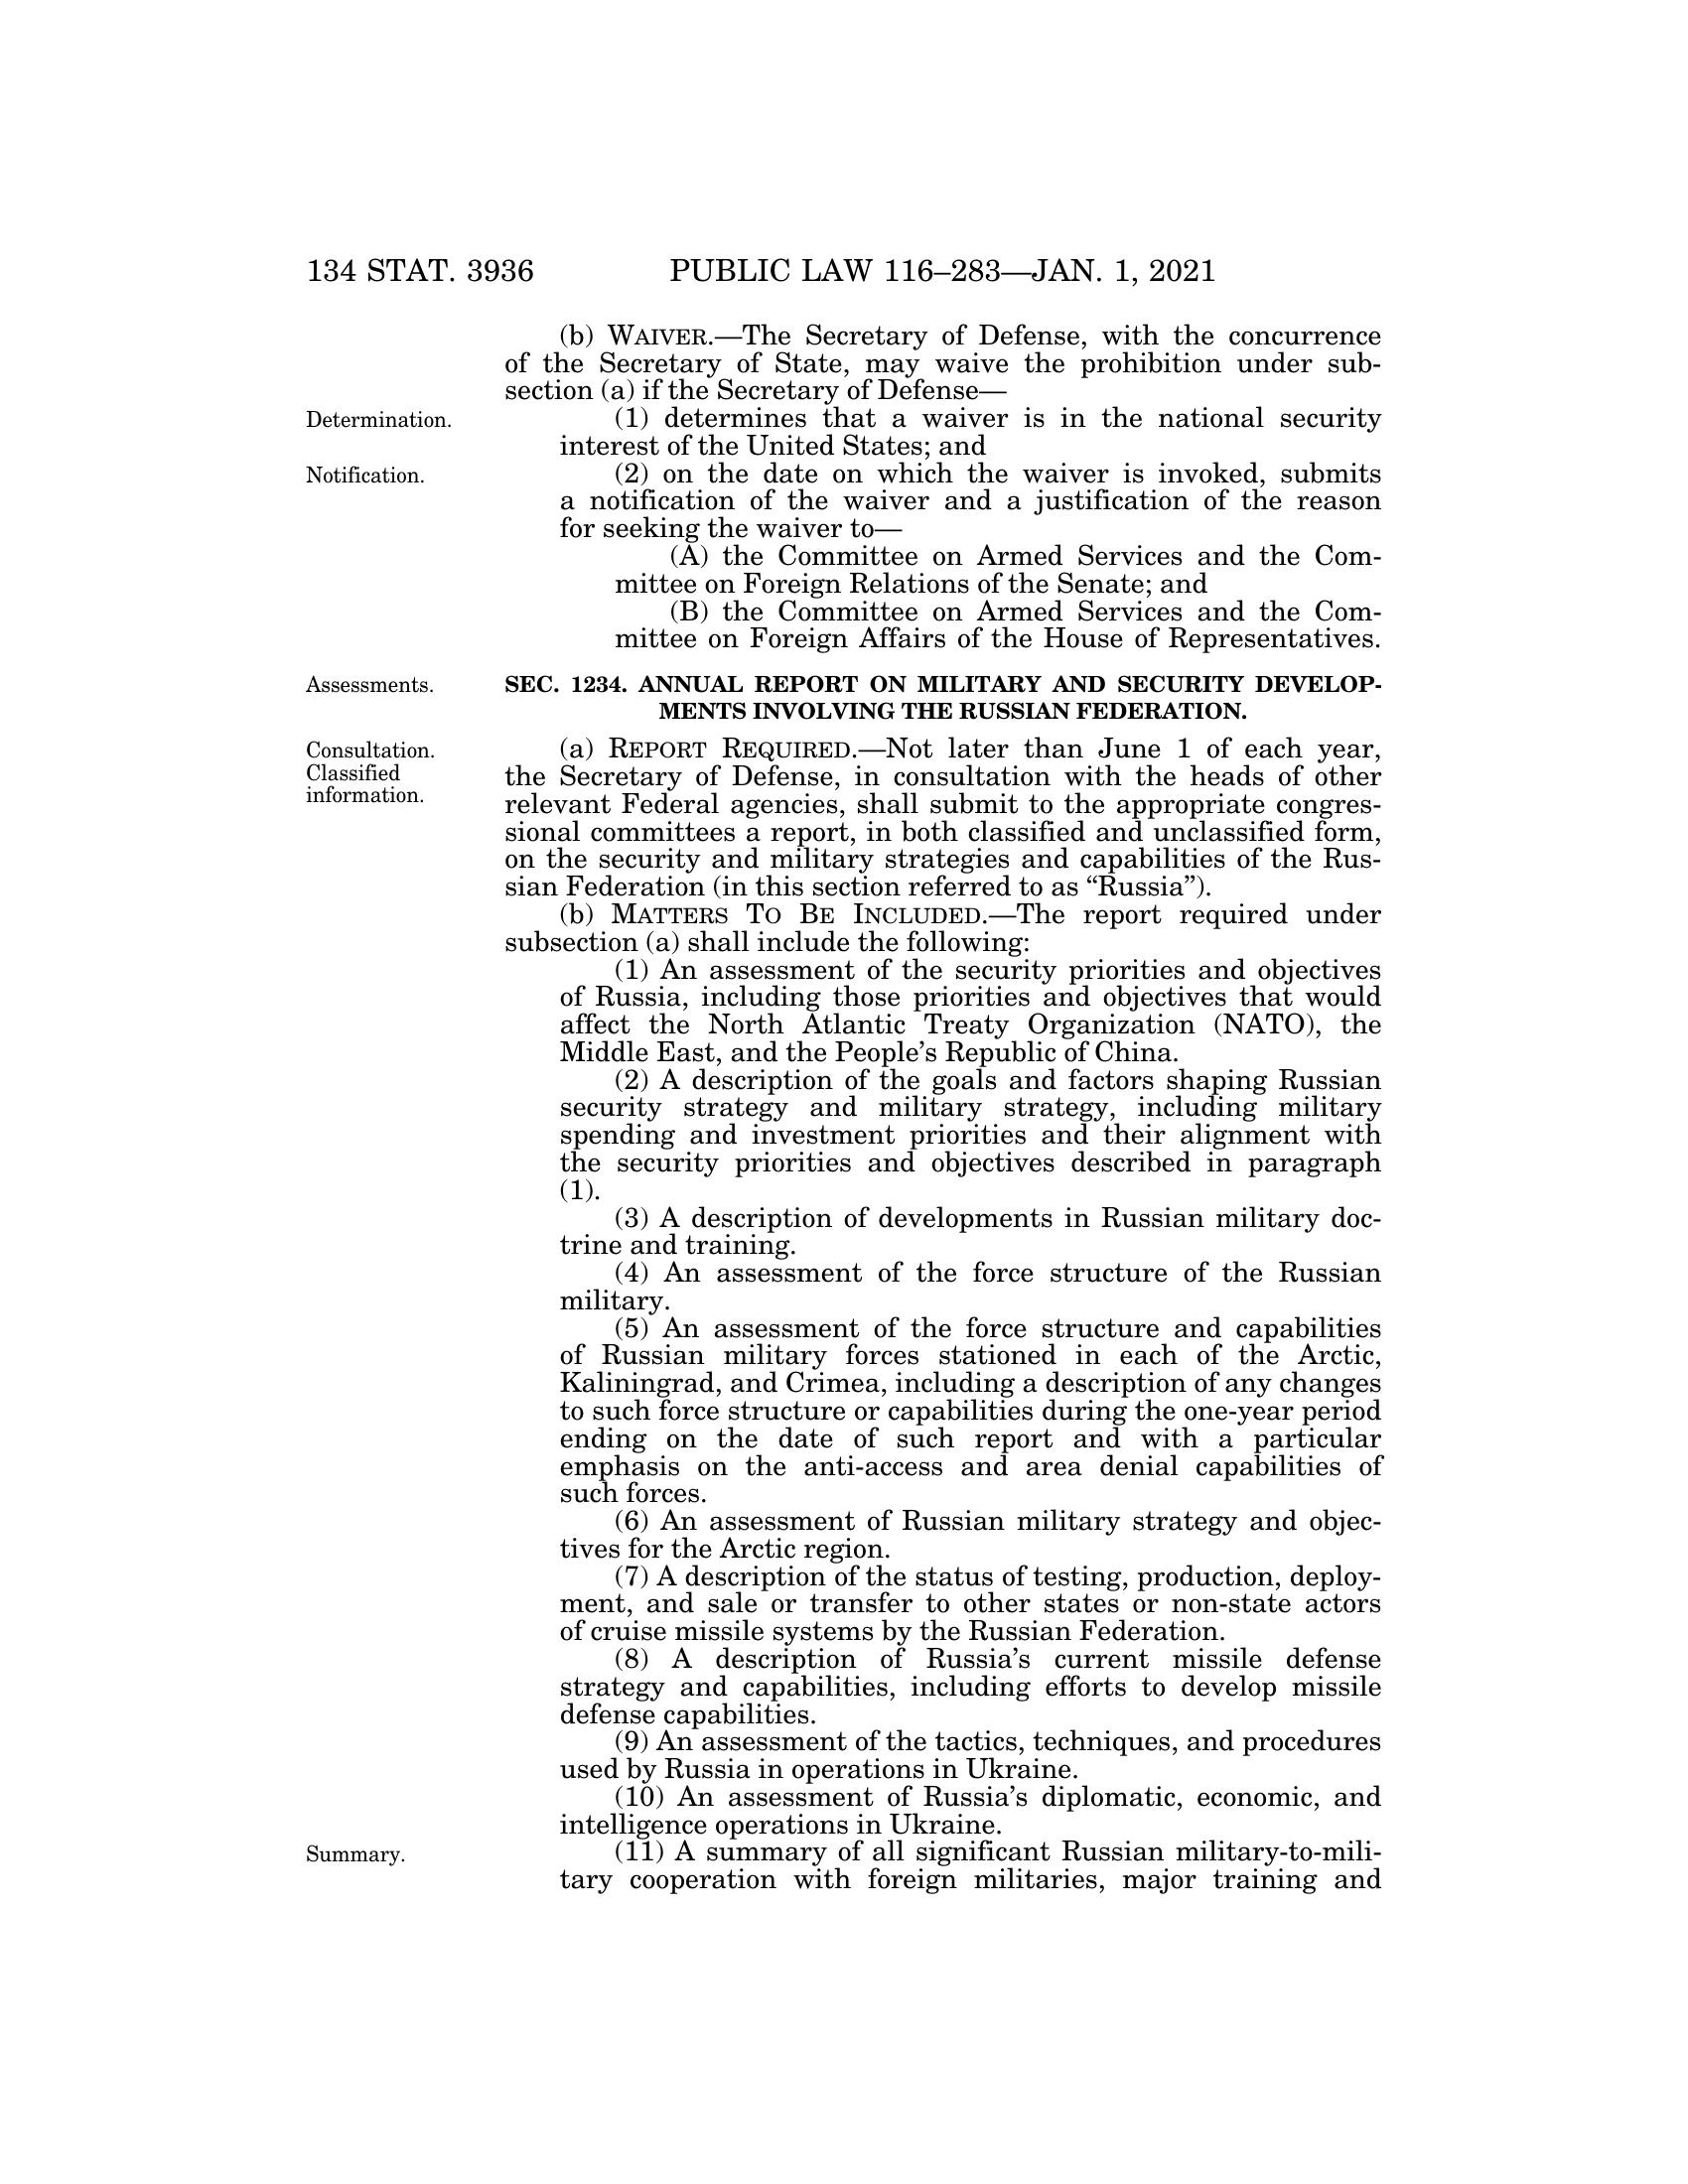 134 STAT. 3936 PUBLIC LAW 116–283—JAN. 1, 2021
(b) WAIVER.—The Secretary of Defense, with the concurrence
of the Secretary of State, may waive the prohibition under sub-
section (a) if the Secretary of Defense—
Determination.
(1) determines that a waiver is in the national security
interest of the United States; and
Notification.
(2) on the date on which the waiver is invoked, submits
a notification of the waiver and a justification of the reason
for seeking the waiver to—
(A) the Committee on Armed Services and the Com-
mittee on Foreign Relations of the Senate; and
(B) the Committee on Armed Services and the Com-
mittee on Foreign Affairs of the House of Representatives.
Assessments.
SEC. 1234. ANNUAL REPORT ON MILITARY AND SECURITY DEVELOP-
MENTS INVOLVING THE RUSSIAN FEDERATION.
Consultation.
Classified
information.
(a) REPORT REQUIRED.—Not later than June 1 of each year,
the Secretary of Defense, in consultation with the heads of other
relevant Federal agencies, shall submit to the appropriate congres-
sional committees a report, in both classified and unclassified form,
on the security and military strategies and capabilities of the Rus-
sian Federation (in this section referred to as “Russia”).
(b) MATTERS TO BE INCLUDED.—The report required under
subsection (a) shall include the following:
(1) An assessment of the security priorities and objectives
of Russia, including those priorities and objectives that would
affect the North Atlantic Treaty Organization (NATO), the
Middle East, and the People’s Republic of China.
(2) A description of the goals and factors shaping Russian
security strategy and military strategy, including military
spending and investment priorities and their alignment with
the security priorities and objectives described in paragraph
(1).
(3) A description of developments in Russian military doc-
trine and training.
(4) An assessment of the force structure of the Russian
military.
(5) An assessment of the force structure and capabilities
of Russian military forces stationed in each of the Arctic,
Kaliningrad, and Crimea, including a description of any changes
to such force structure or capabilities during the one-year period
ending on the date of such report and with a particular
emphasis on the anti-access and area denial capabilities of
such forces.
(6) An assessment of Russian military strategy and objec-
tives for the Arctic region.
(7) A description of the status of testing, production, deploy-
ment, and sale or transfer to other states or non-state actors
of cruise missile systems by the Russian Federation.
(8) A description of Russia’s current missile defense
strategy and capabilities, including efforts to develop missile
defense capabilities.
(9) An assessment of the tactics, techniques, and procedures
used by Russia in operations in Ukraine.
(10) An assessment of Russia’s diplomatic, economic, and
intelligence operations in Ukraine.
Summary.
(11) A summary of all significant Russian military-to-mili-
tary cooperation with foreign militaries, major training and